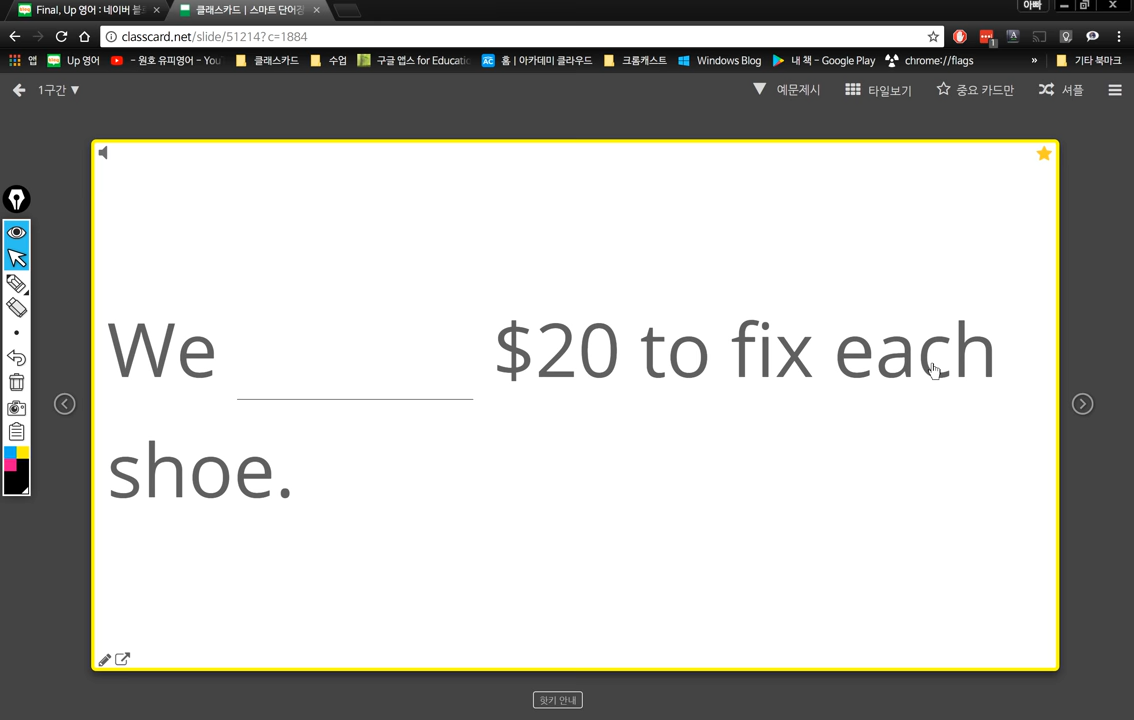 Final, Up 영어 : 네이버 블
클래스카드 | 스마트 단어장
아빠
classcard.net/slide/51214?c=1884
앱
Up 영어
- 원호 유피영어 - You
클래스카드
수업
구글 앱스 for Educatio
홈 | 아카데미 클라우드
크롬캐스트
Windows Blog
내 책 - Google Play
chrome://flags
»
기타 북마크
1구간 ▼
▼ 예문제시
타일보기
중요 카드만
셔플
We ________ $20 to fix each
shoe.
핫키 안내